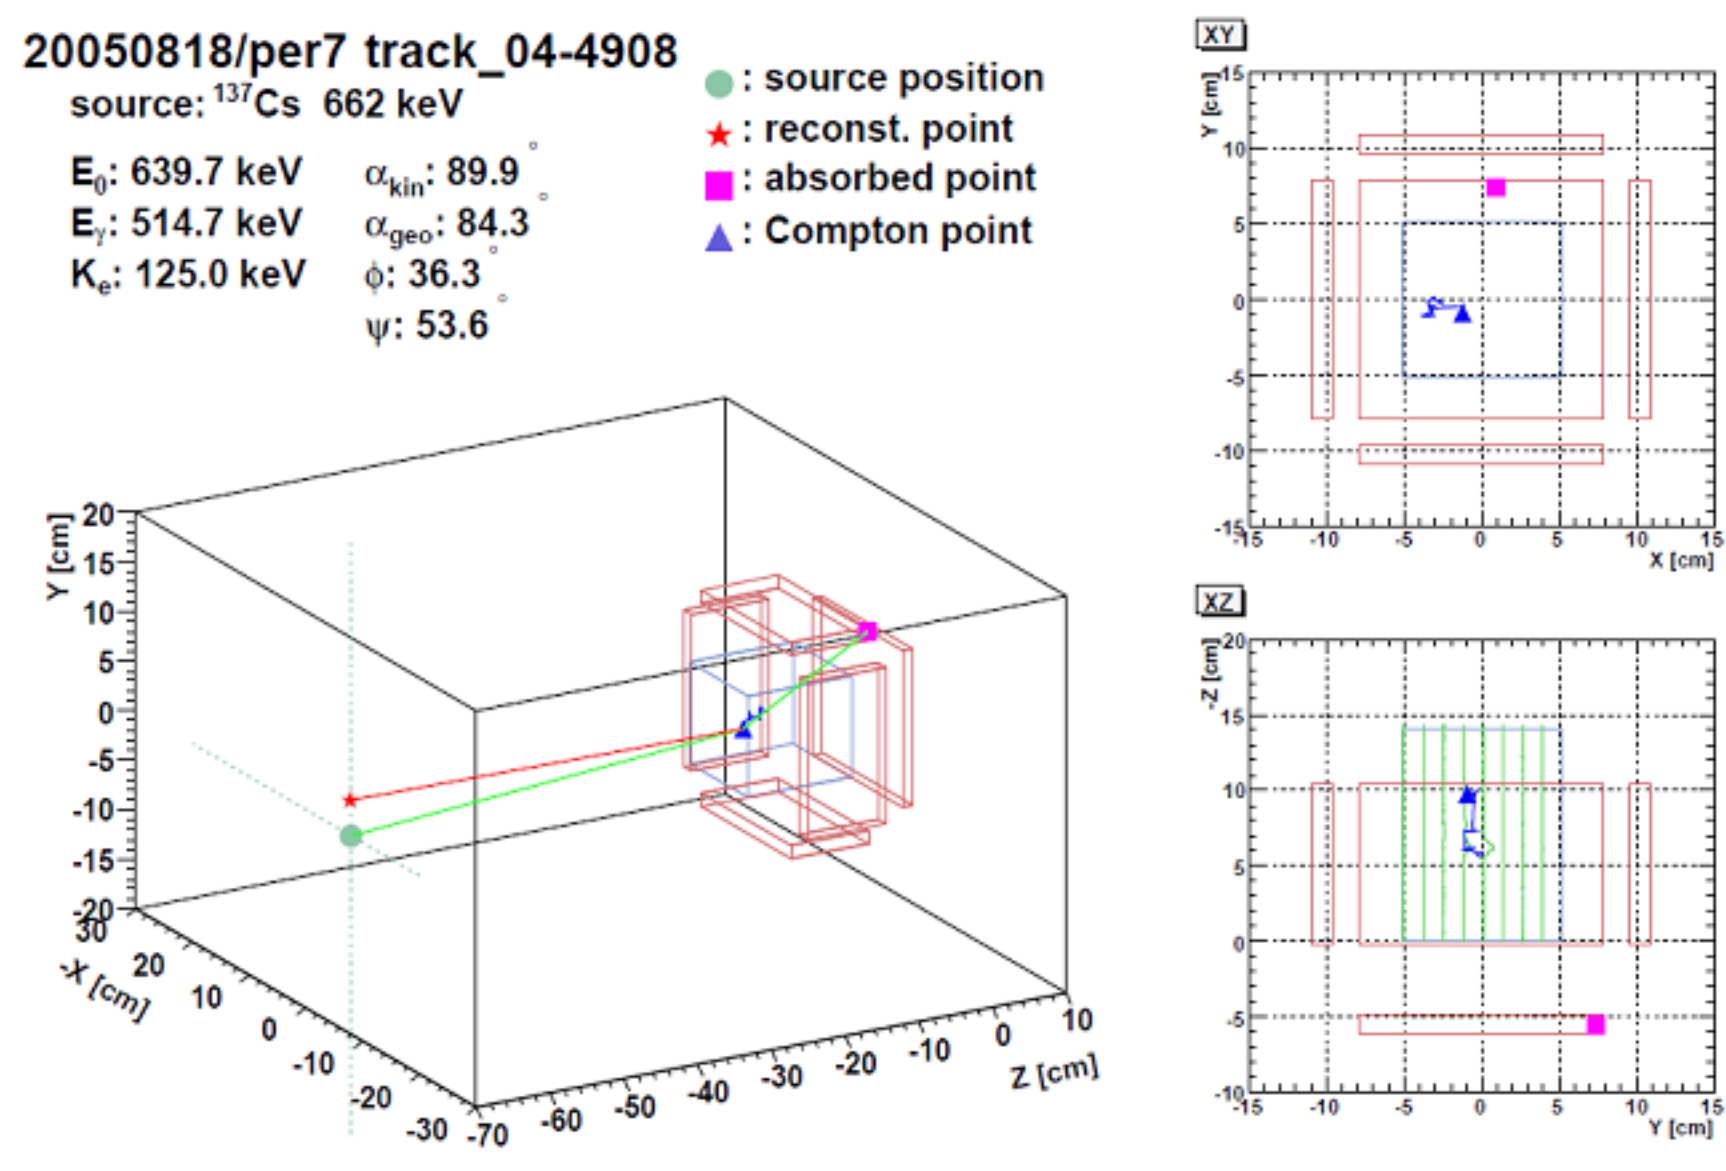 20050818/per7 track_04-4908
source: ¹³⁷Cs 662 keV
E₀: 639.7 keV α_kin: 89.9°
Eγ: 514.7 keV α_geo: 84.3°
Kₑ: 125.0 keV φ: 36.3°
ψ: 53.6°
: source position
: reconst. point
: absorbed point
: Compton point
Y [cm]
20
15
10
5
0
-5
-10
-15
-20
-X [cm]
30
20
10
0
-10
-20
-30
-70
-60
-50
-40
-30
-20
-10
0
10
Z [cm]
XY
Y [cm]
15
10
5
0
-5
-10
-15
-15 -10 -5 0 5 10 15
X [cm]
XZ
-Z [cm]
20
15
10
5
0
-5
-10
-15 -10 -5 0 5 10 15
Y [cm]